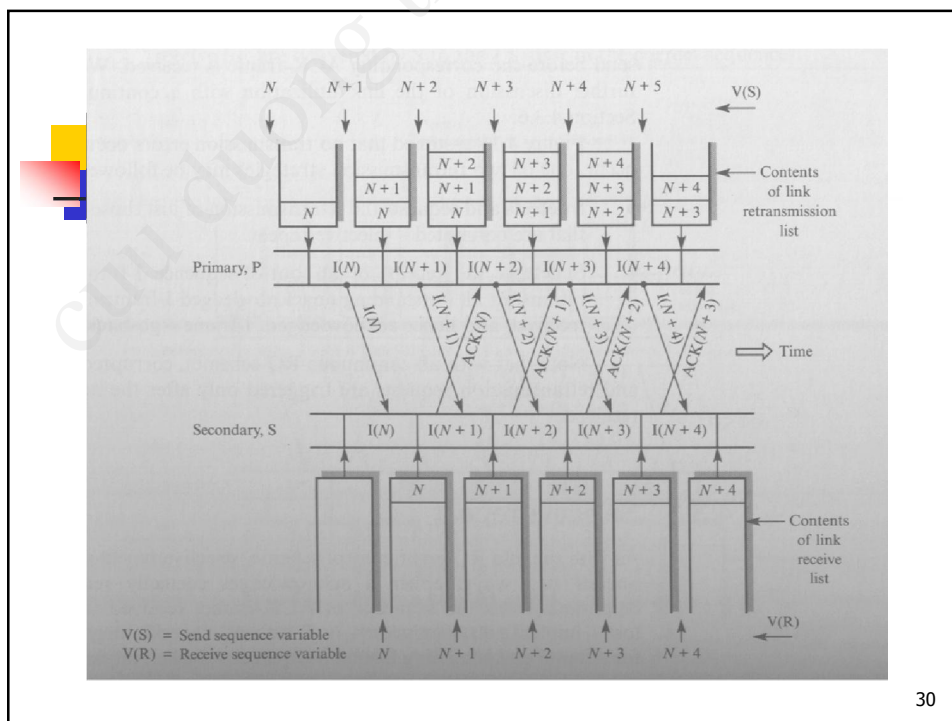 cuu duong
N N + 1 N + 2 N + 3 N + 4 N + 5 V(S)
N + 2 N + 3 N + 4
N + 1 N + 1 N + 2 N + 3 N + 4
N N N + 1 N + 2 N + 3
Contents
of link
retransmission
list
Primary, P I(N) I(N + 1) I(N + 2) I(N + 3) I(N + 4)
I(N) I(N + 1) ACK(N) I(N + 2) ACK(N + 1) I(N + 3) ACK(N + 2) I(N + 4) ACK(N + 3)
Time
Secondary, S I(N) I(N + 1) I(N + 2) I(N + 3) I(N + 4)
N N + 1 N + 2 N + 3 N + 4
Contents
of link
receive
list
V(S) = Send sequence variable
V(R)
V(R) = Receive sequence variable N N + 1 N + 2 N + 3 N + 4
30